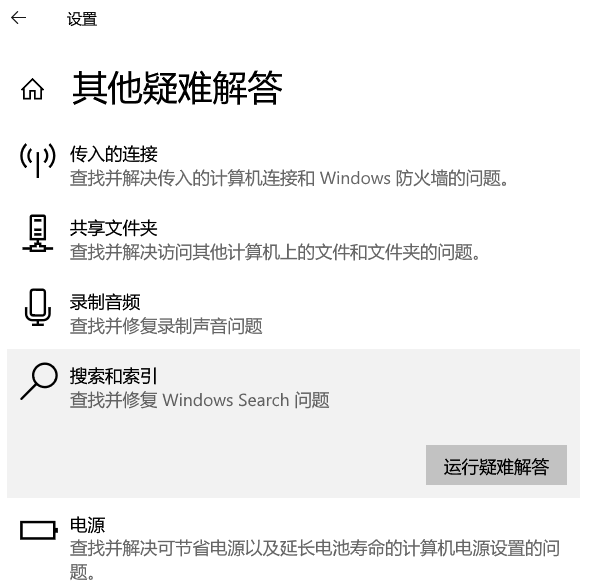 设置
其他疑难解答
传入的连接
查找并解决传入的计算机连接和 Windows 防火墙的问题。
共享文件夹
查找并解决访问其他计算机上的文件和文件夹的问题。
录制音频
查找并修复录制声音问题
搜索和索引
查找并修复 Windows Search 问题
运行疑难解答
电源
查找并解决可节省电源以及延长电池寿命的计算机电源设置的问
题。